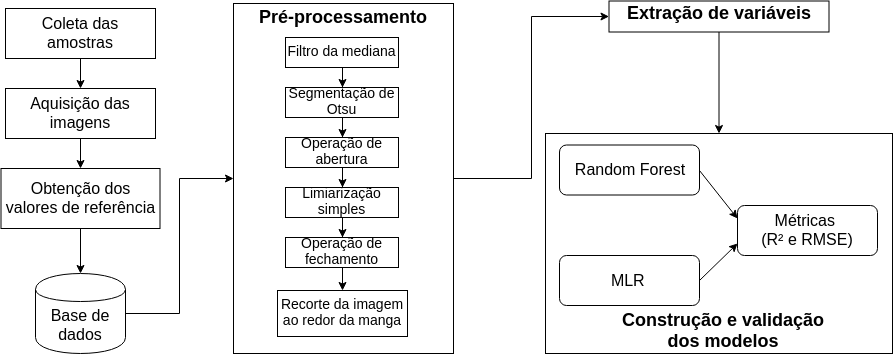 Coleta das
amostras
Aquisição das
imagens
Obtenção dos
valores de referência
Base de
dados
Pré-processamento
Filtro da mediana
Segmentação de
Otsu
Operação de
abertura
Limiarização
simples
Operação de
fechamento
Recorte da imagem
ao redor da manga
Extração de variáveis
Random Forest
MLR
Métricas
(R² e RMSE)
Construção e validação
dos modelos